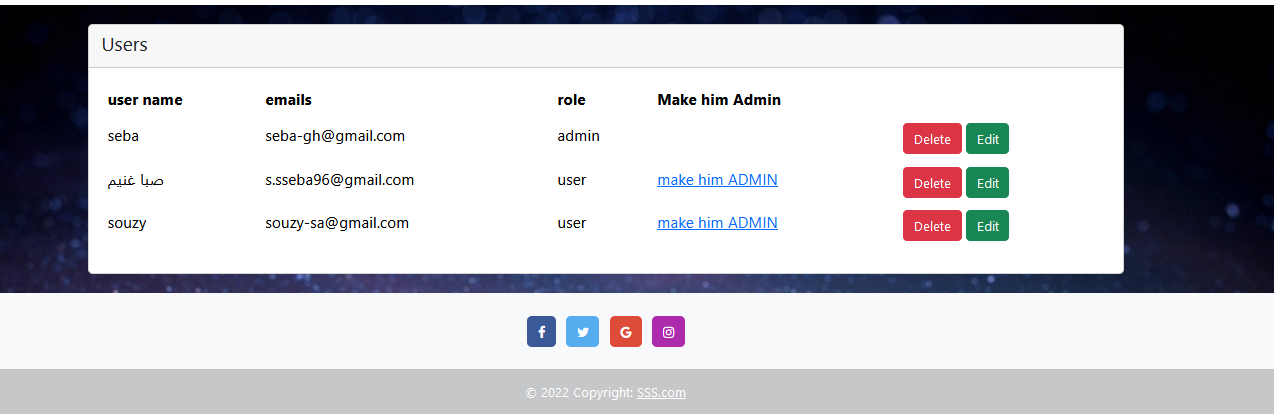 Users
user name emails role Make him Admin
seba seba-gh@gmail.com admin Delete Edit
صبا غنيم s.sseba96@gmail.com user make him ADMIN Delete Edit
souzy souzy-sa@gmail.com user make him ADMIN Delete Edit
© 2022 Copyright: SSS.com